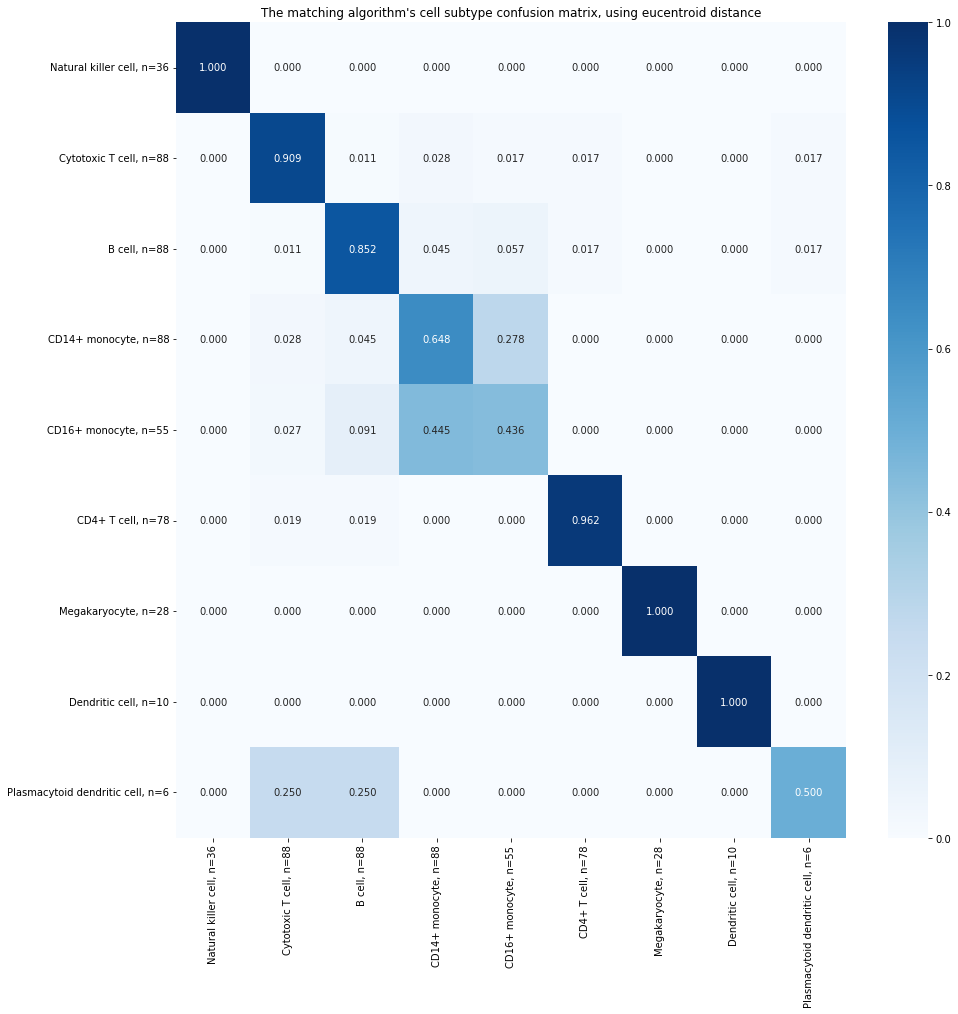 The matching algorithm's cell subtype confusion matrix, using eucentroid distance
Natural killer cell, n=36 1.000 0.000 0.000 0.000 0.000 0.000 0.000 0.000 0.000
Cytotoxic T cell, n=88 0.000 0.909 0.011 0.028 0.017 0.017 0.000 0.000 0.017
B cell, n=88 0.000 0.011 0.852 0.045 0.057 0.017 0.000 0.000 0.017
CD14+ monocyte, n=88 0.000 0.028 0.045 0.648 0.278 0.000 0.000 0.000 0.000
CD16+ monocyte, n=55 0.000 0.027 0.091 0.445 0.436 0.000 0.000 0.000 0.000
CD4+ T cell, n=78 0.000 0.019 0.019 0.000 0.000 0.962 0.000 0.000 0.000
Megakaryocyte, n=28 0.000 0.000 0.000 0.000 0.000 0.000 1.000 0.000 0.000
Dendritic cell, n=10 0.000 0.000 0.000 0.000 0.000 0.000 0.000 1.000 0.000
Plasmacytoid dendritic cell, n=6 0.000 0.250 0.250 0.000 0.000 0.000 0.000 0.000 0.500
Natural killer cell, n=36
Cytotoxic T cell, n=88
B cell, n=88
CD14+ monocyte, n=88
CD16+ monocyte, n=55
CD4+ T cell, n=78
Megakaryocyte, n=28
Dendritic cell, n=10
Plasmacytoid dendritic cell, n=6
1.0
0.8
0.6
0.4
0.2
0.0